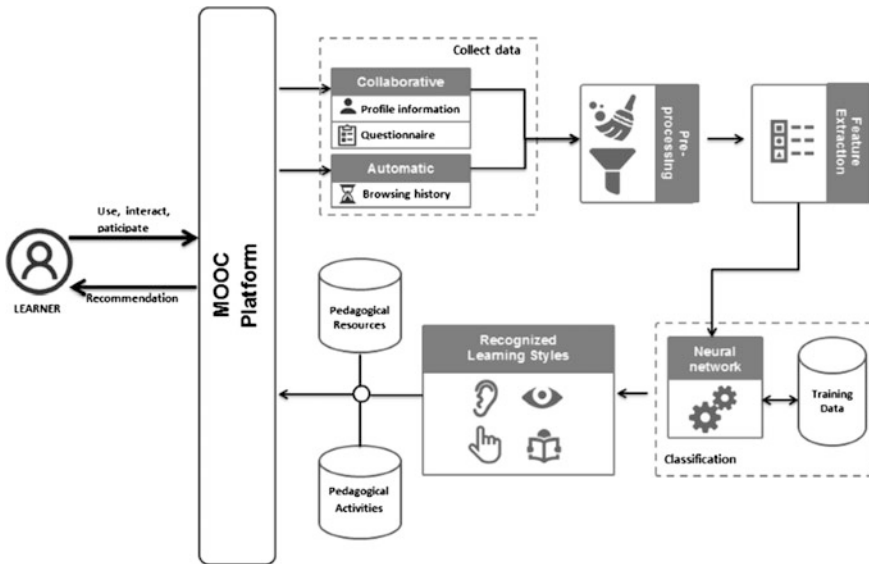 Collect data
Collaborative
Profile information
Questionnaire
Automatic
Browsing history
Pre-
processing
Feature
Extraction
Use, interact,
paticipate
LEARNER
Recommendation
MOOC
Platform
Pedagogical
Resources
Recognized
Learning Styles
Neural
network
Training
Data
Classification
Pedagogical
Activities